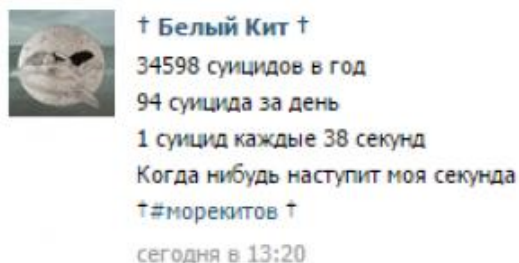 † Белый Кит †
34598 суицидов в год
94 суицида за день
1 суицид каждые 38 секунд
Когда нибудь наступит моя секунда
†#морекитов †
сегодня в 13:20